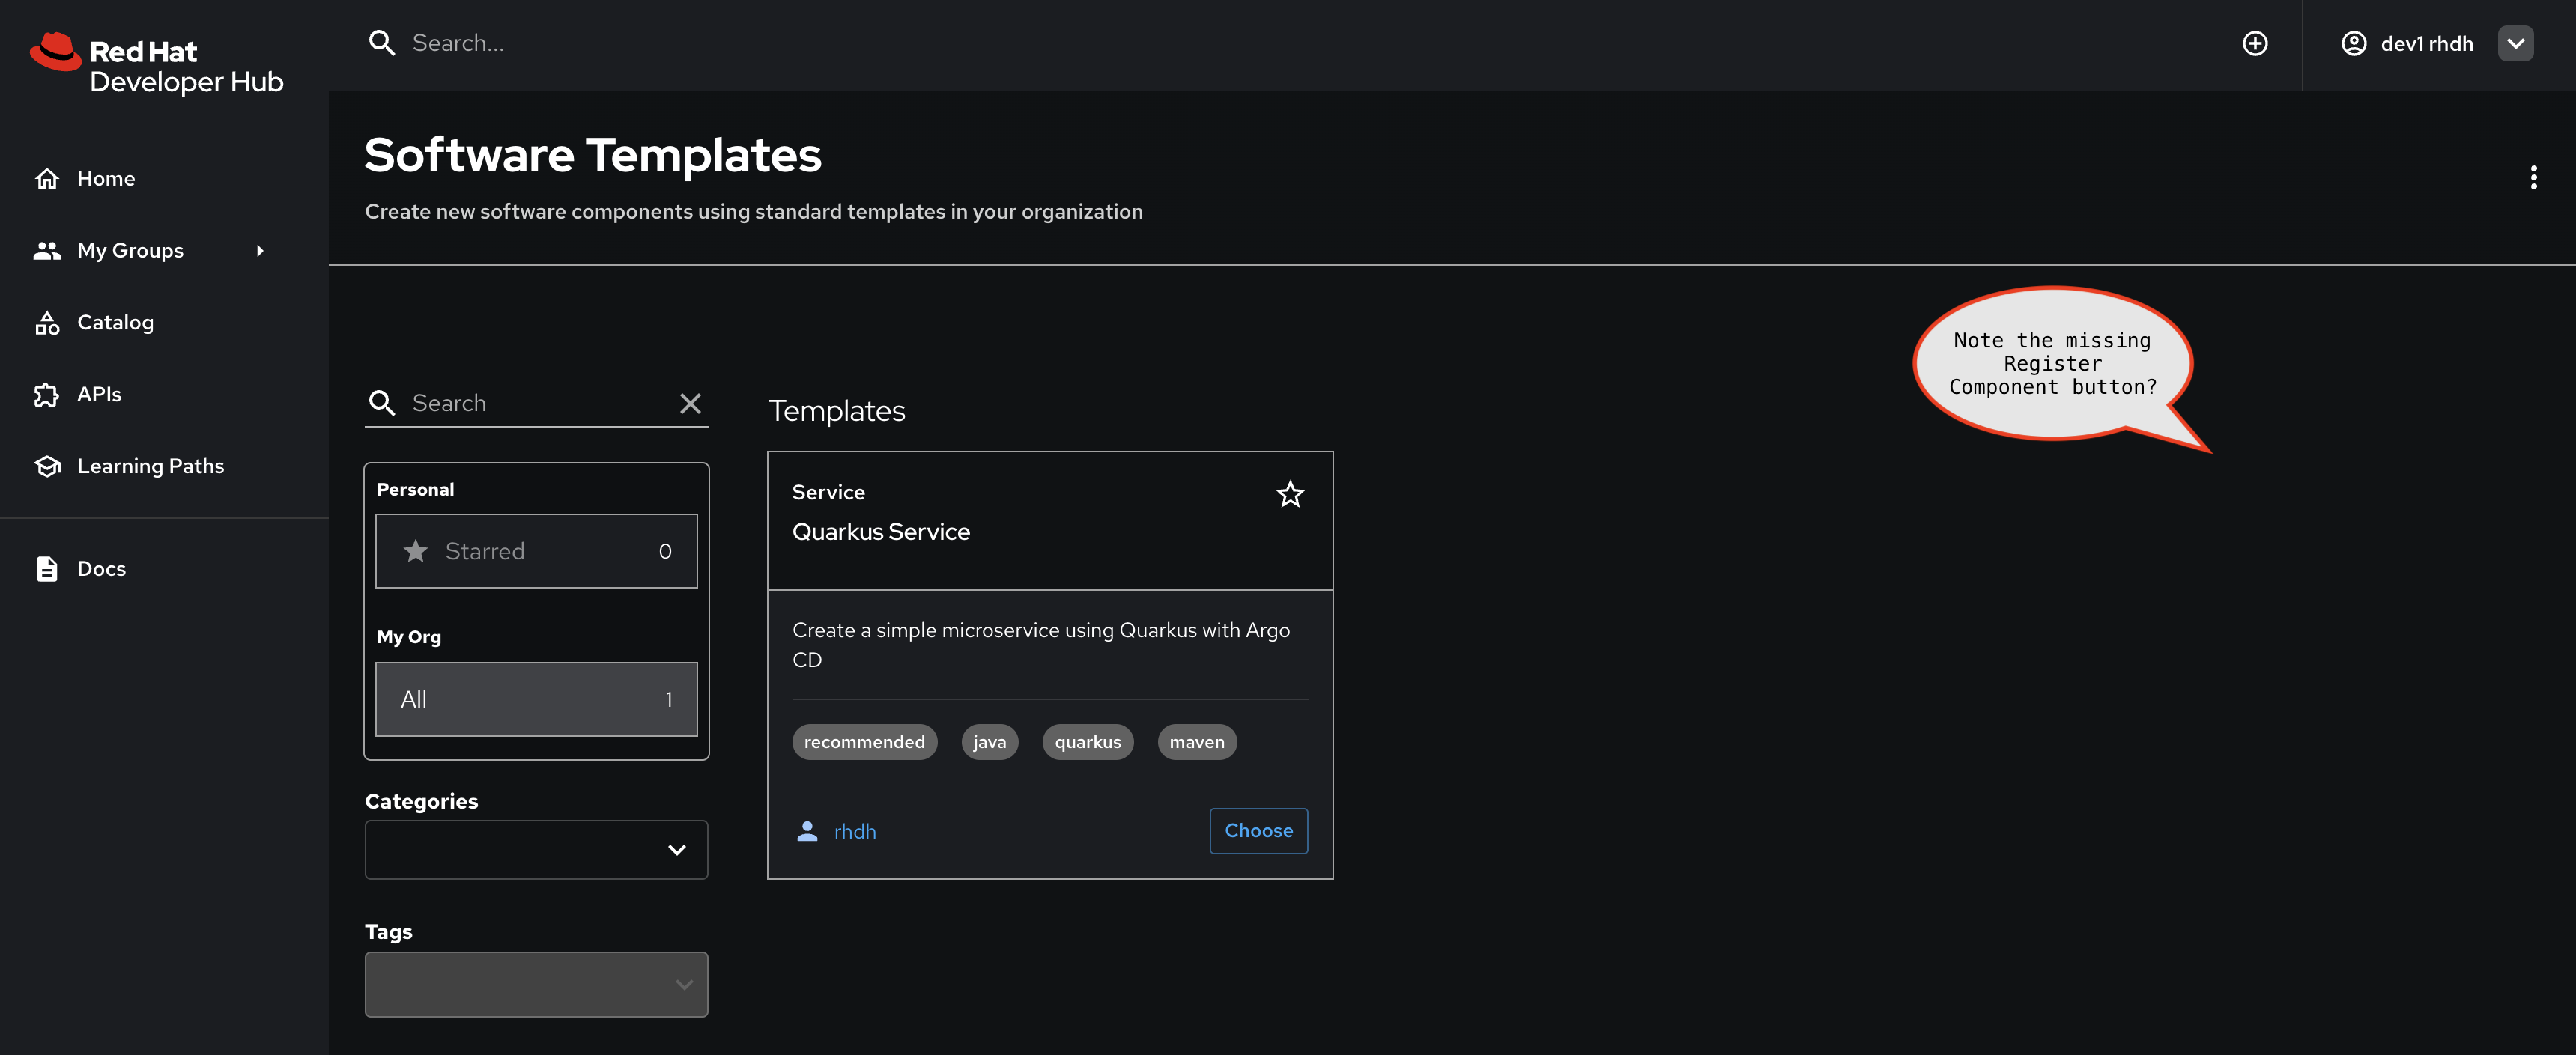 Red Hat
Developer Hub
Search...
dev1 rhdh
Home
My Groups
Catalog
APIs
Learning Paths
Docs
Software Templates
Create new software components using standard templates in your organization
Note the missing
Register
Component button?
Search
Personal
Starred 0
My Org
All 1
Categories
Tags
Templates
Service
Quarkus Service
Create a simple microservice using Quarkus with Argo
CD
recommended java quarkus maven
rhdh
Choose